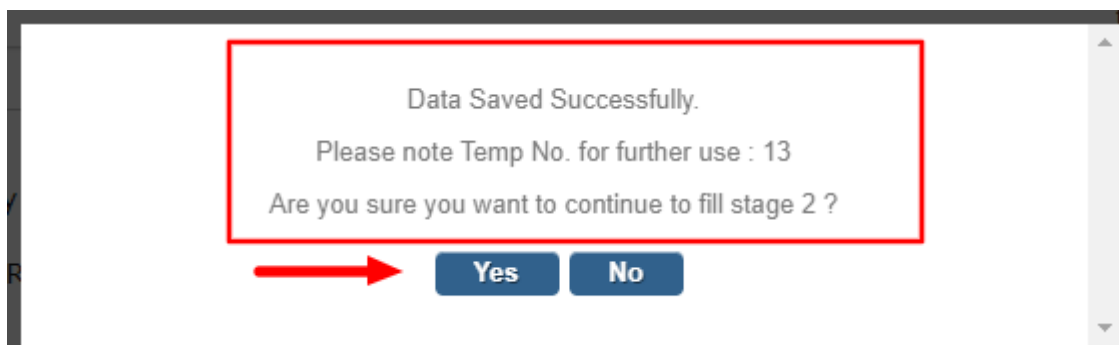 Data Saved Successfully.
Please note Temp No. for further use : 13
Are you sure you want to continue to fill stage 2 ?
Yes No